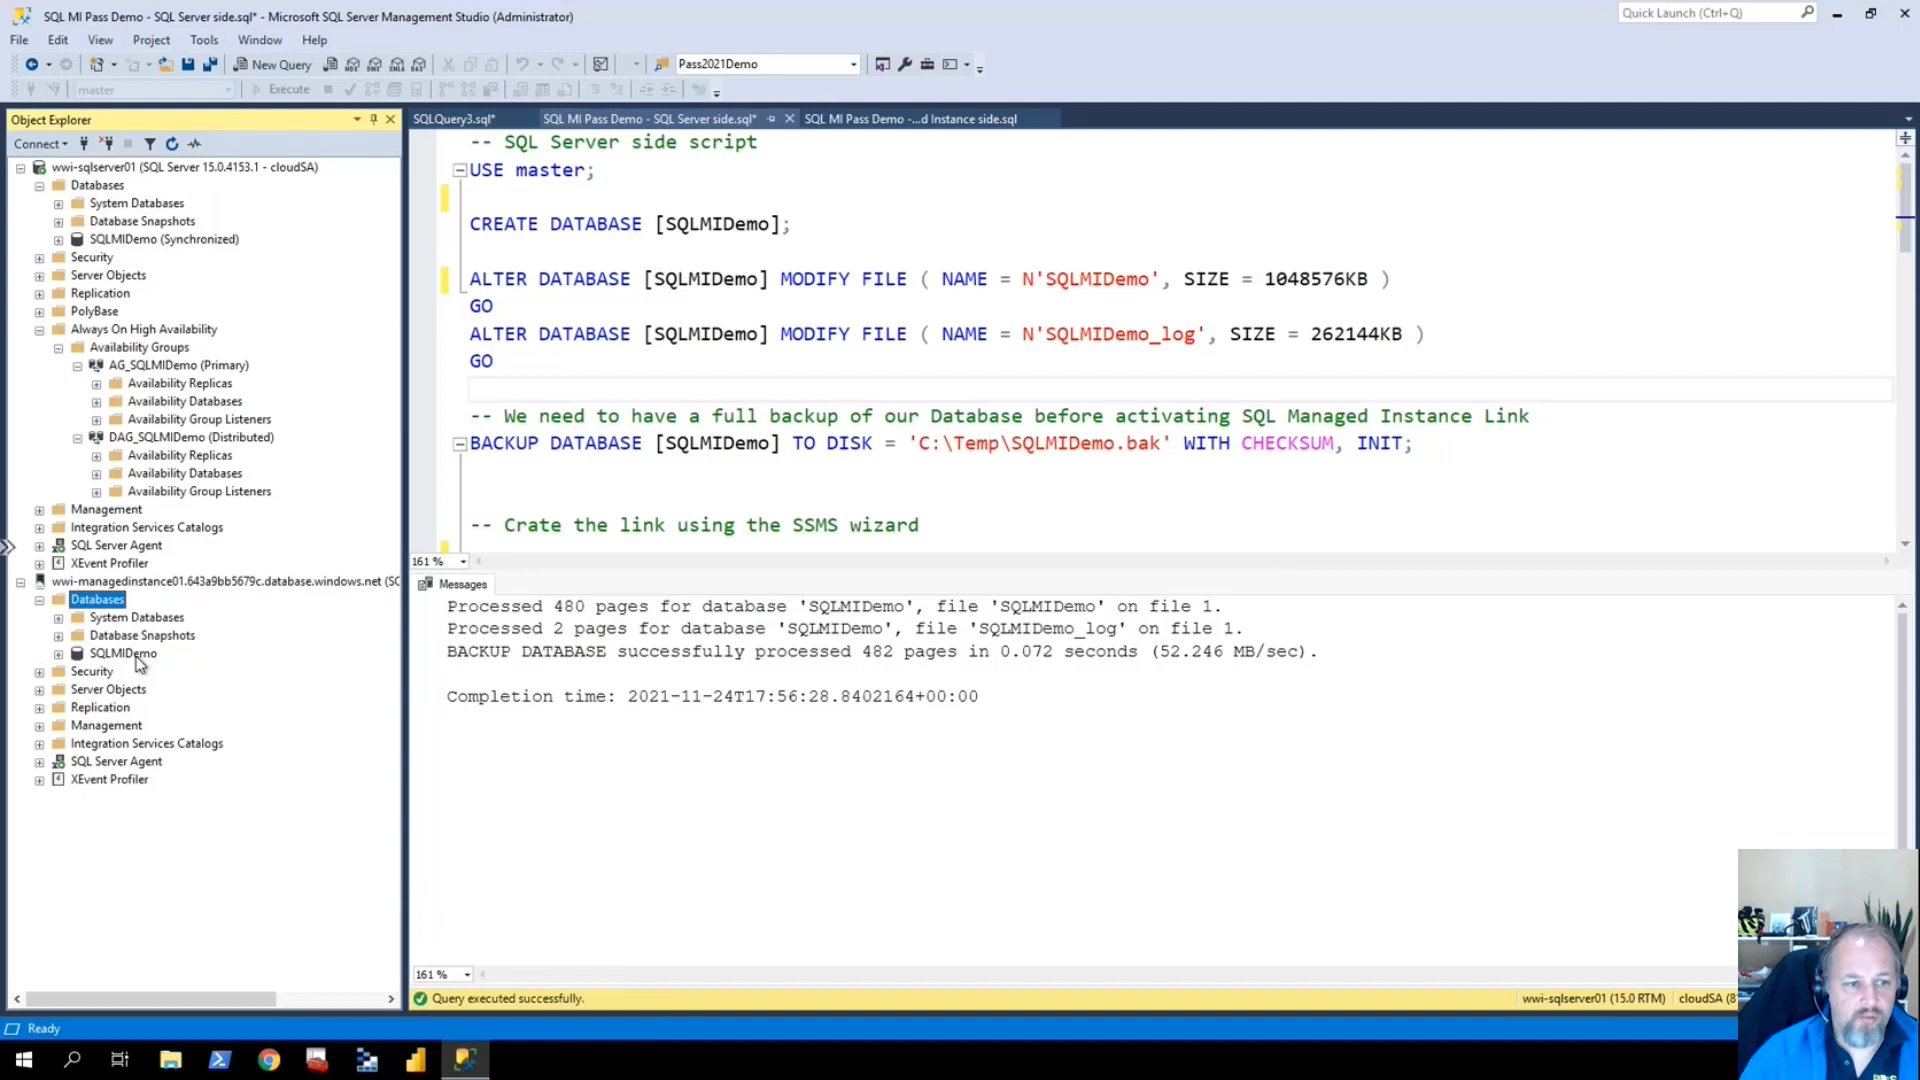 SQL MI Pass Demo - SQL Server side.sql* - Microsoft SQL Server Management Studio (Administrator)
Quick Launch (Ctrl+Q)
File Edit View Project Tools Window Help
New Query
Pass2021Demo
master
Execute
Object Explorer
SQLQuery3.sql*
SQL MI Pass Demo - SQL Server side.sql*
SQL MI Pass Demo -...d Instance side.sql
Connect
wwi-sqlserver01 (SQL Server 15.0.4153.1 - cloudSA)
Databases
System Databases
Database Snapshots
SQLMIDemo (Synchronized)
Security
Server Objects
Replication
PolyBase
Always On High Availability
Availability Groups
AG_SQLMIDemo (Primary)
Availability Replicas
Availability Databases
Availability Group Listeners
DAG_SQLMIDemo (Distributed)
Availability Replicas
Availability Databases
Availability Group Listeners
Management
Integration Services Catalogs
SQL Server Agent
XEvent Profiler
wwi-managedinstance01.643a9bb5679c.database.windows.net (SC
Databases
System Databases
Database Snapshots
SQLMIDemo
Security
Server Objects
Replication
Management
Integration Services Catalogs
SQL Server Agent
XEvent Profiler
-- SQL Server side script
USE master;
CREATE DATABASE [SQLMIDemo];
ALTER DATABASE [SQLMIDemo] MODIFY FILE ( NAME = N'SQLMIDemo', SIZE = 1048576KB )
GO
ALTER DATABASE [SQLMIDemo] MODIFY FILE ( NAME = N'SQLMIDemo_log', SIZE = 262144KB )
GO
-- We need to have a full backup of our Database before activating SQL Managed Instance Link
BACKUP DATABASE [SQLMIDemo] TO DISK = 'C:\Temp\SQLMIDemo.bak' WITH CHECKSUM, INIT;
-- Crate the link using the SSMS wizard
161 %
Messages
Processed 480 pages for database 'SQLMIDemo', file 'SQLMIDemo' on file 1.
Processed 2 pages for database 'SQLMIDemo', file 'SQLMIDemo_log' on file 1.
BACKUP DATABASE successfully processed 482 pages in 0.072 seconds (52.246 MB/sec).
Completion time: 2021-11-24T17:56:28.8402164+00:00
161 %
Query executed successfully.
wwi-sqlserver01 (15.0 RTM)
cloudSA (8
Ready